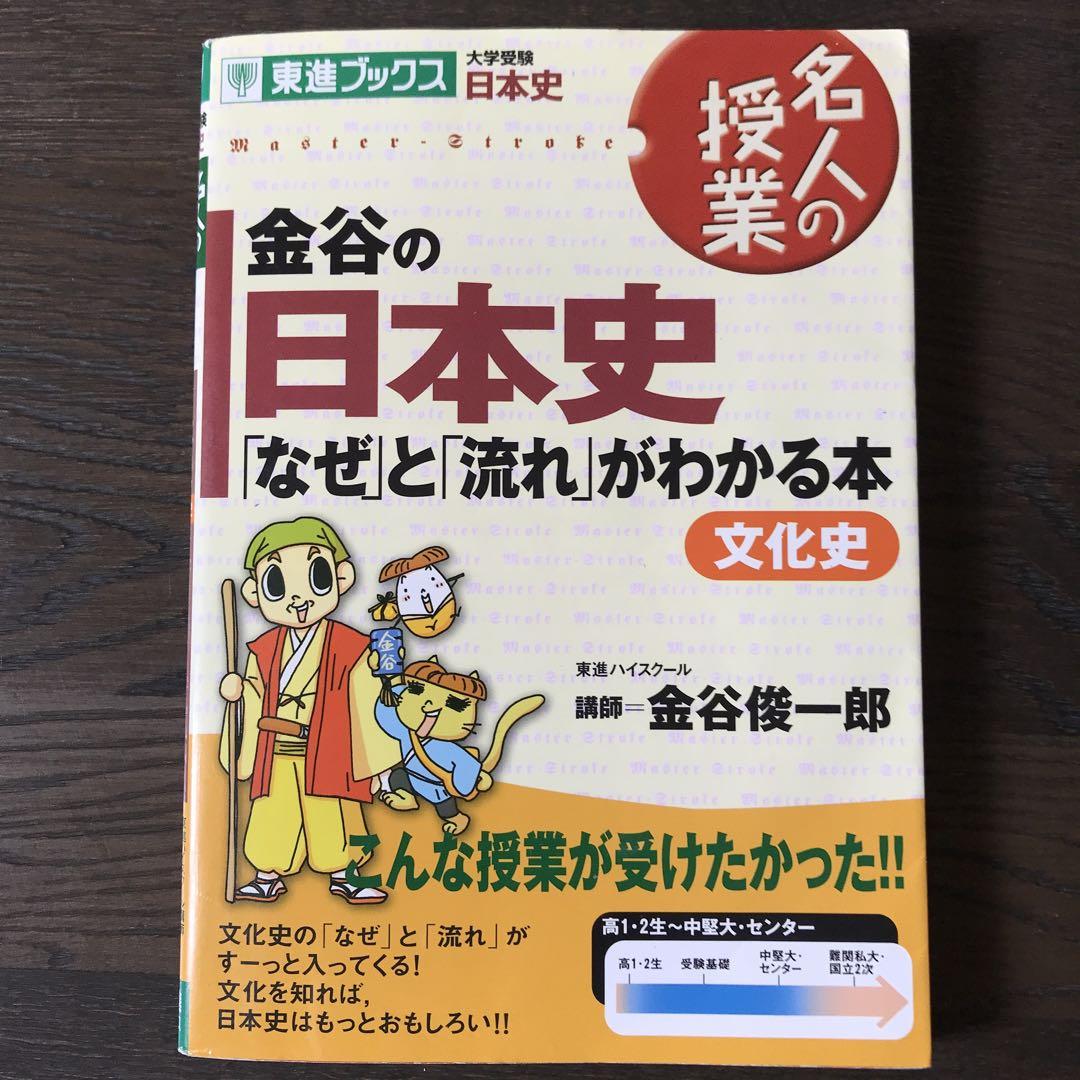 東進ブックス
大学受験
日本史
名人の
授業
Master-Stroke
金谷の
日本史
「なぜ」と「流れ」がわかる本
文化史
金谷
東進ハイスクール
講師=金谷俊一郎
こんな授業が受けたかった!!
文化史の「なぜ」と「流れ」が
すーっと入ってくる!
文化を知れば,
日本史はもっとおもしろい!!
高1・2生~中堅大・センター
高1・2生
受験基礎
中堅大・
センター
難関私大・
国立2次